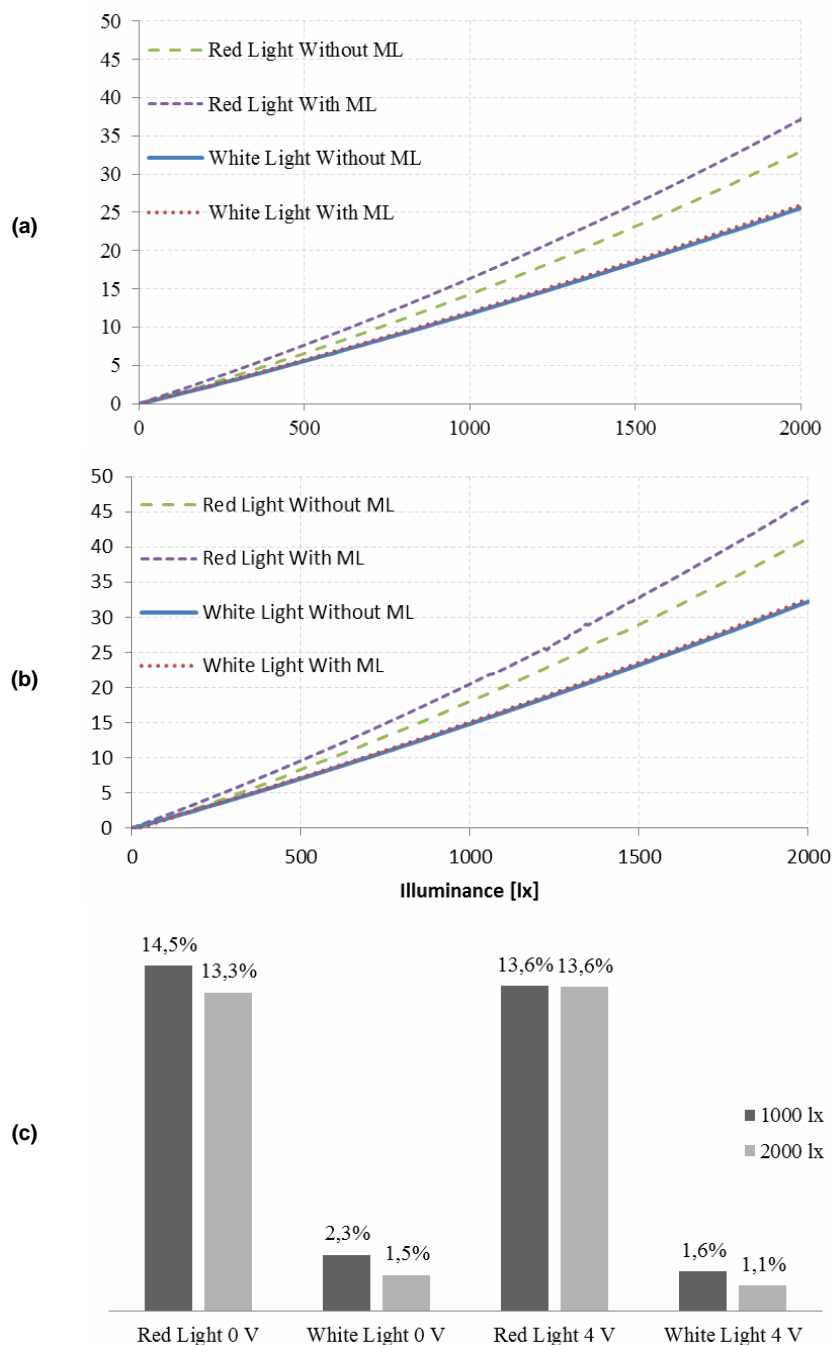 50
45
Red Light Without ML
40
Red Light With ML
35
White Light Without ML
30
White Light With ML
25
(a)
20
15
10
5
0
0 500 1000 1500 2000
50
Red Light Without ML
45
40
Red Light With ML
35
White Light Without ML
30
25
White Light With ML
(b)
20
15
10
5
0
0 500 1000 1500 2000
Illuminance [lx]
14,5%
13,3%
13,6% 13,6%
(c)
1000 lx
2000 lx
2,3%
1,5%
1,6%
1,1%
Red Light 0 V White Light 0 V Red Light 4 V White Light 4 V